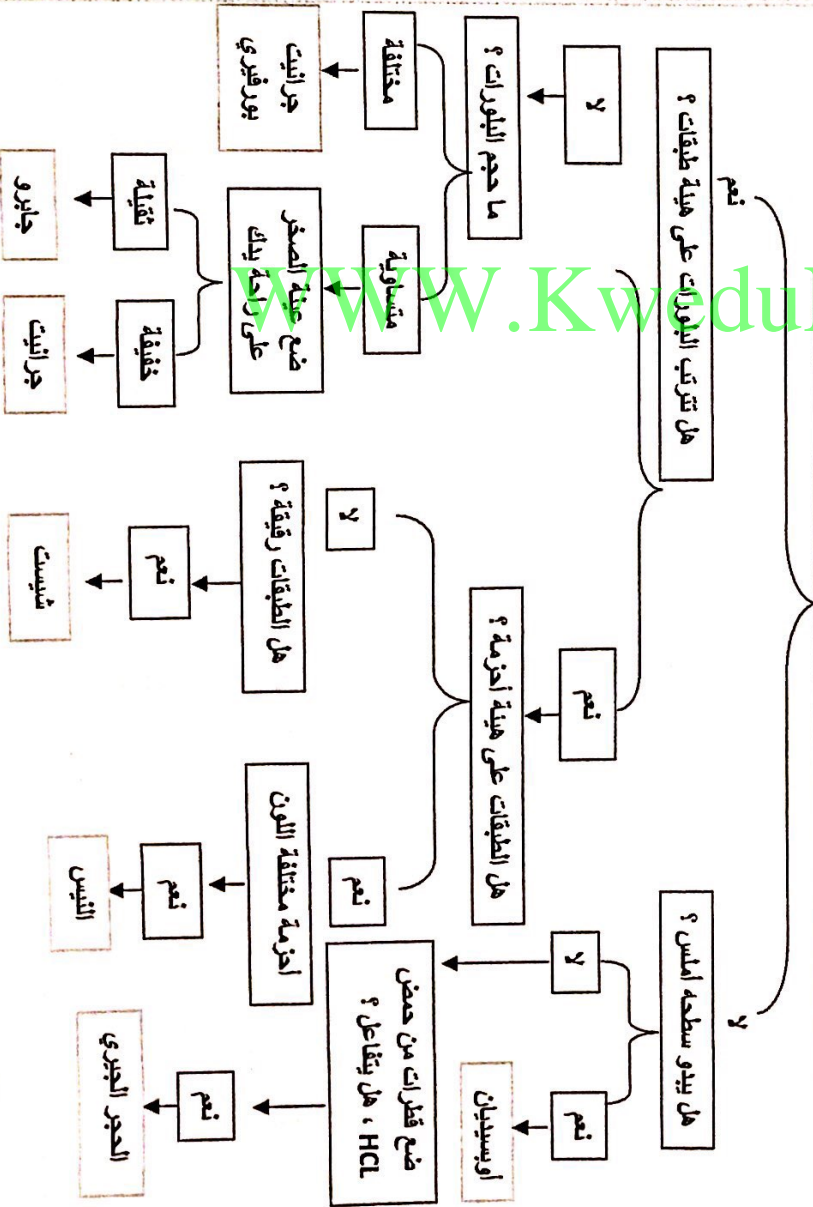 نعم
لا
هل تترتب البلورات على هيئة طبقات ؟
هل يبدو سطحه املس ؟
لا
نعم
لا
نعم
ما حجم البلورات ؟
هل الطبقات على هيئة أحزمة ؟
أوبسيديان
مختلفة
متساوية
لا
نعم
ضع قطرات من حمض
HCL ، هل يتفاعل ؟
جرانيت
بورفيري
ضع عينة الصخر
على راحة يدك
هل الطبقات رقيقة ؟
احزمة مختلفة اللون
ثقيلة
خفيفة
نعم
نعم
نعم
جابرو
جرانيت
شيست
النيس
الحجر الجيري
WWW.Kwedul